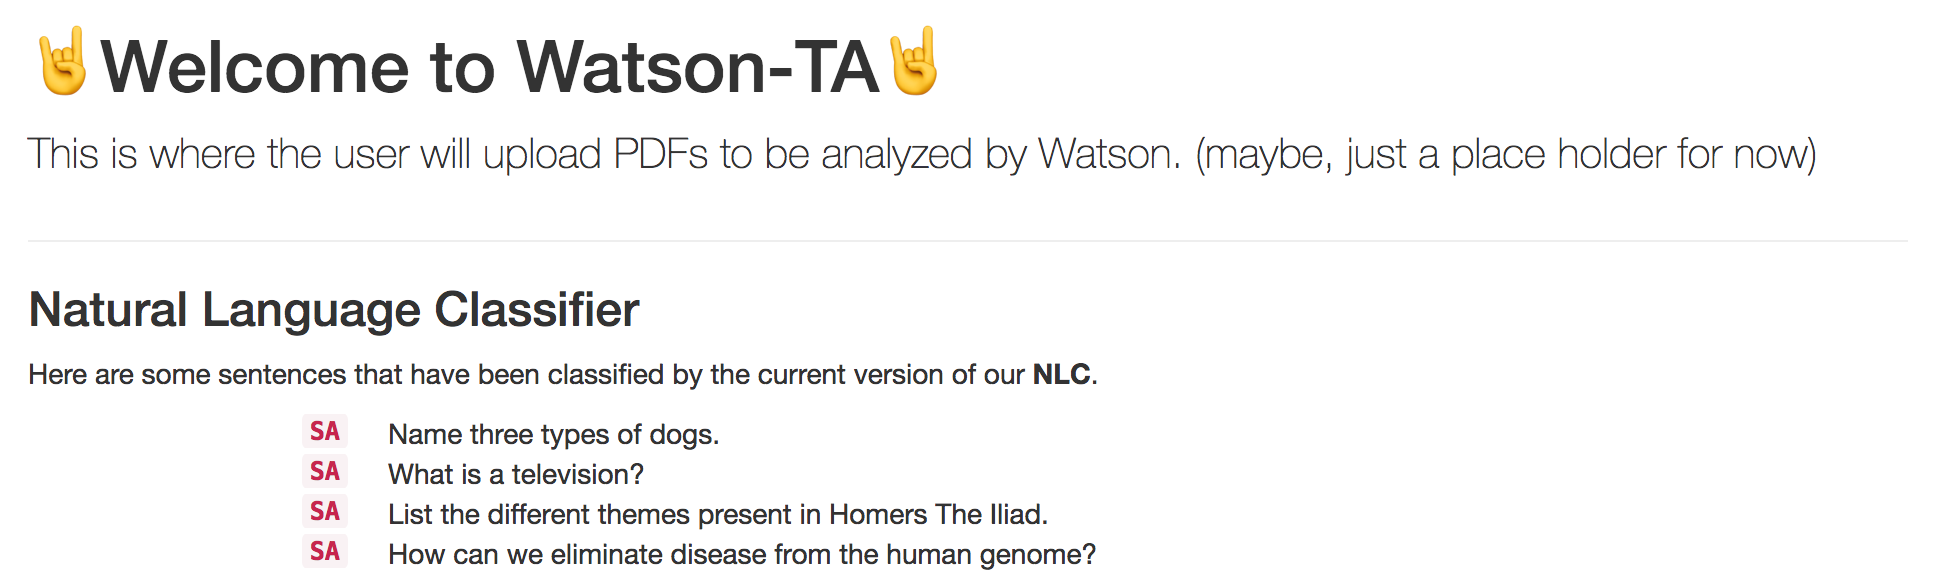 🤘Welcome to Watson-TA🤘
This is where the user will upload PDFs to be analyzed by Watson. (maybe, just a place holder for now)
Natural Language Classifier
Here are some sentences that have been classified by the current version of our NLC.
SA Name three types of dogs.
SA What is a television?
SA List the different themes present in Homers The Iliad.
SA How can we eliminate disease from the human genome?